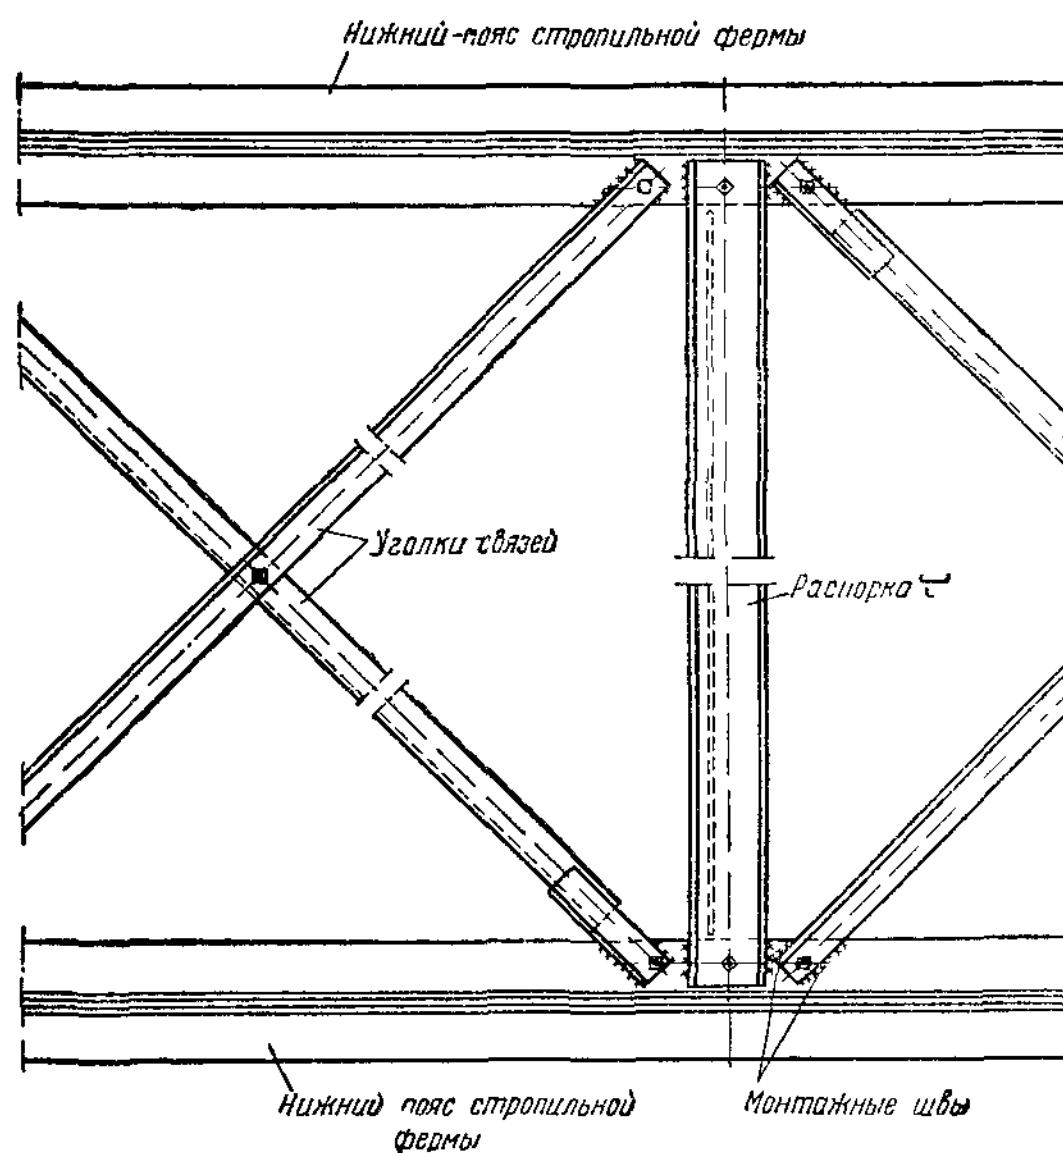 Нижний-пояс стропильной фермы
Уголки связей
Распорка
Нижний пояс стропильной
фермы
Монтажные швы